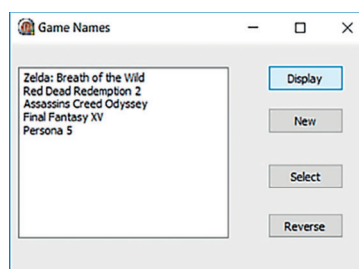 Game Names
Zelda: Breath of the Wild
Red Dead Redemption 2
Assassins Creed Odyssey
Final Fantasy XV
Persona 5
Display
New
Select
Reverse